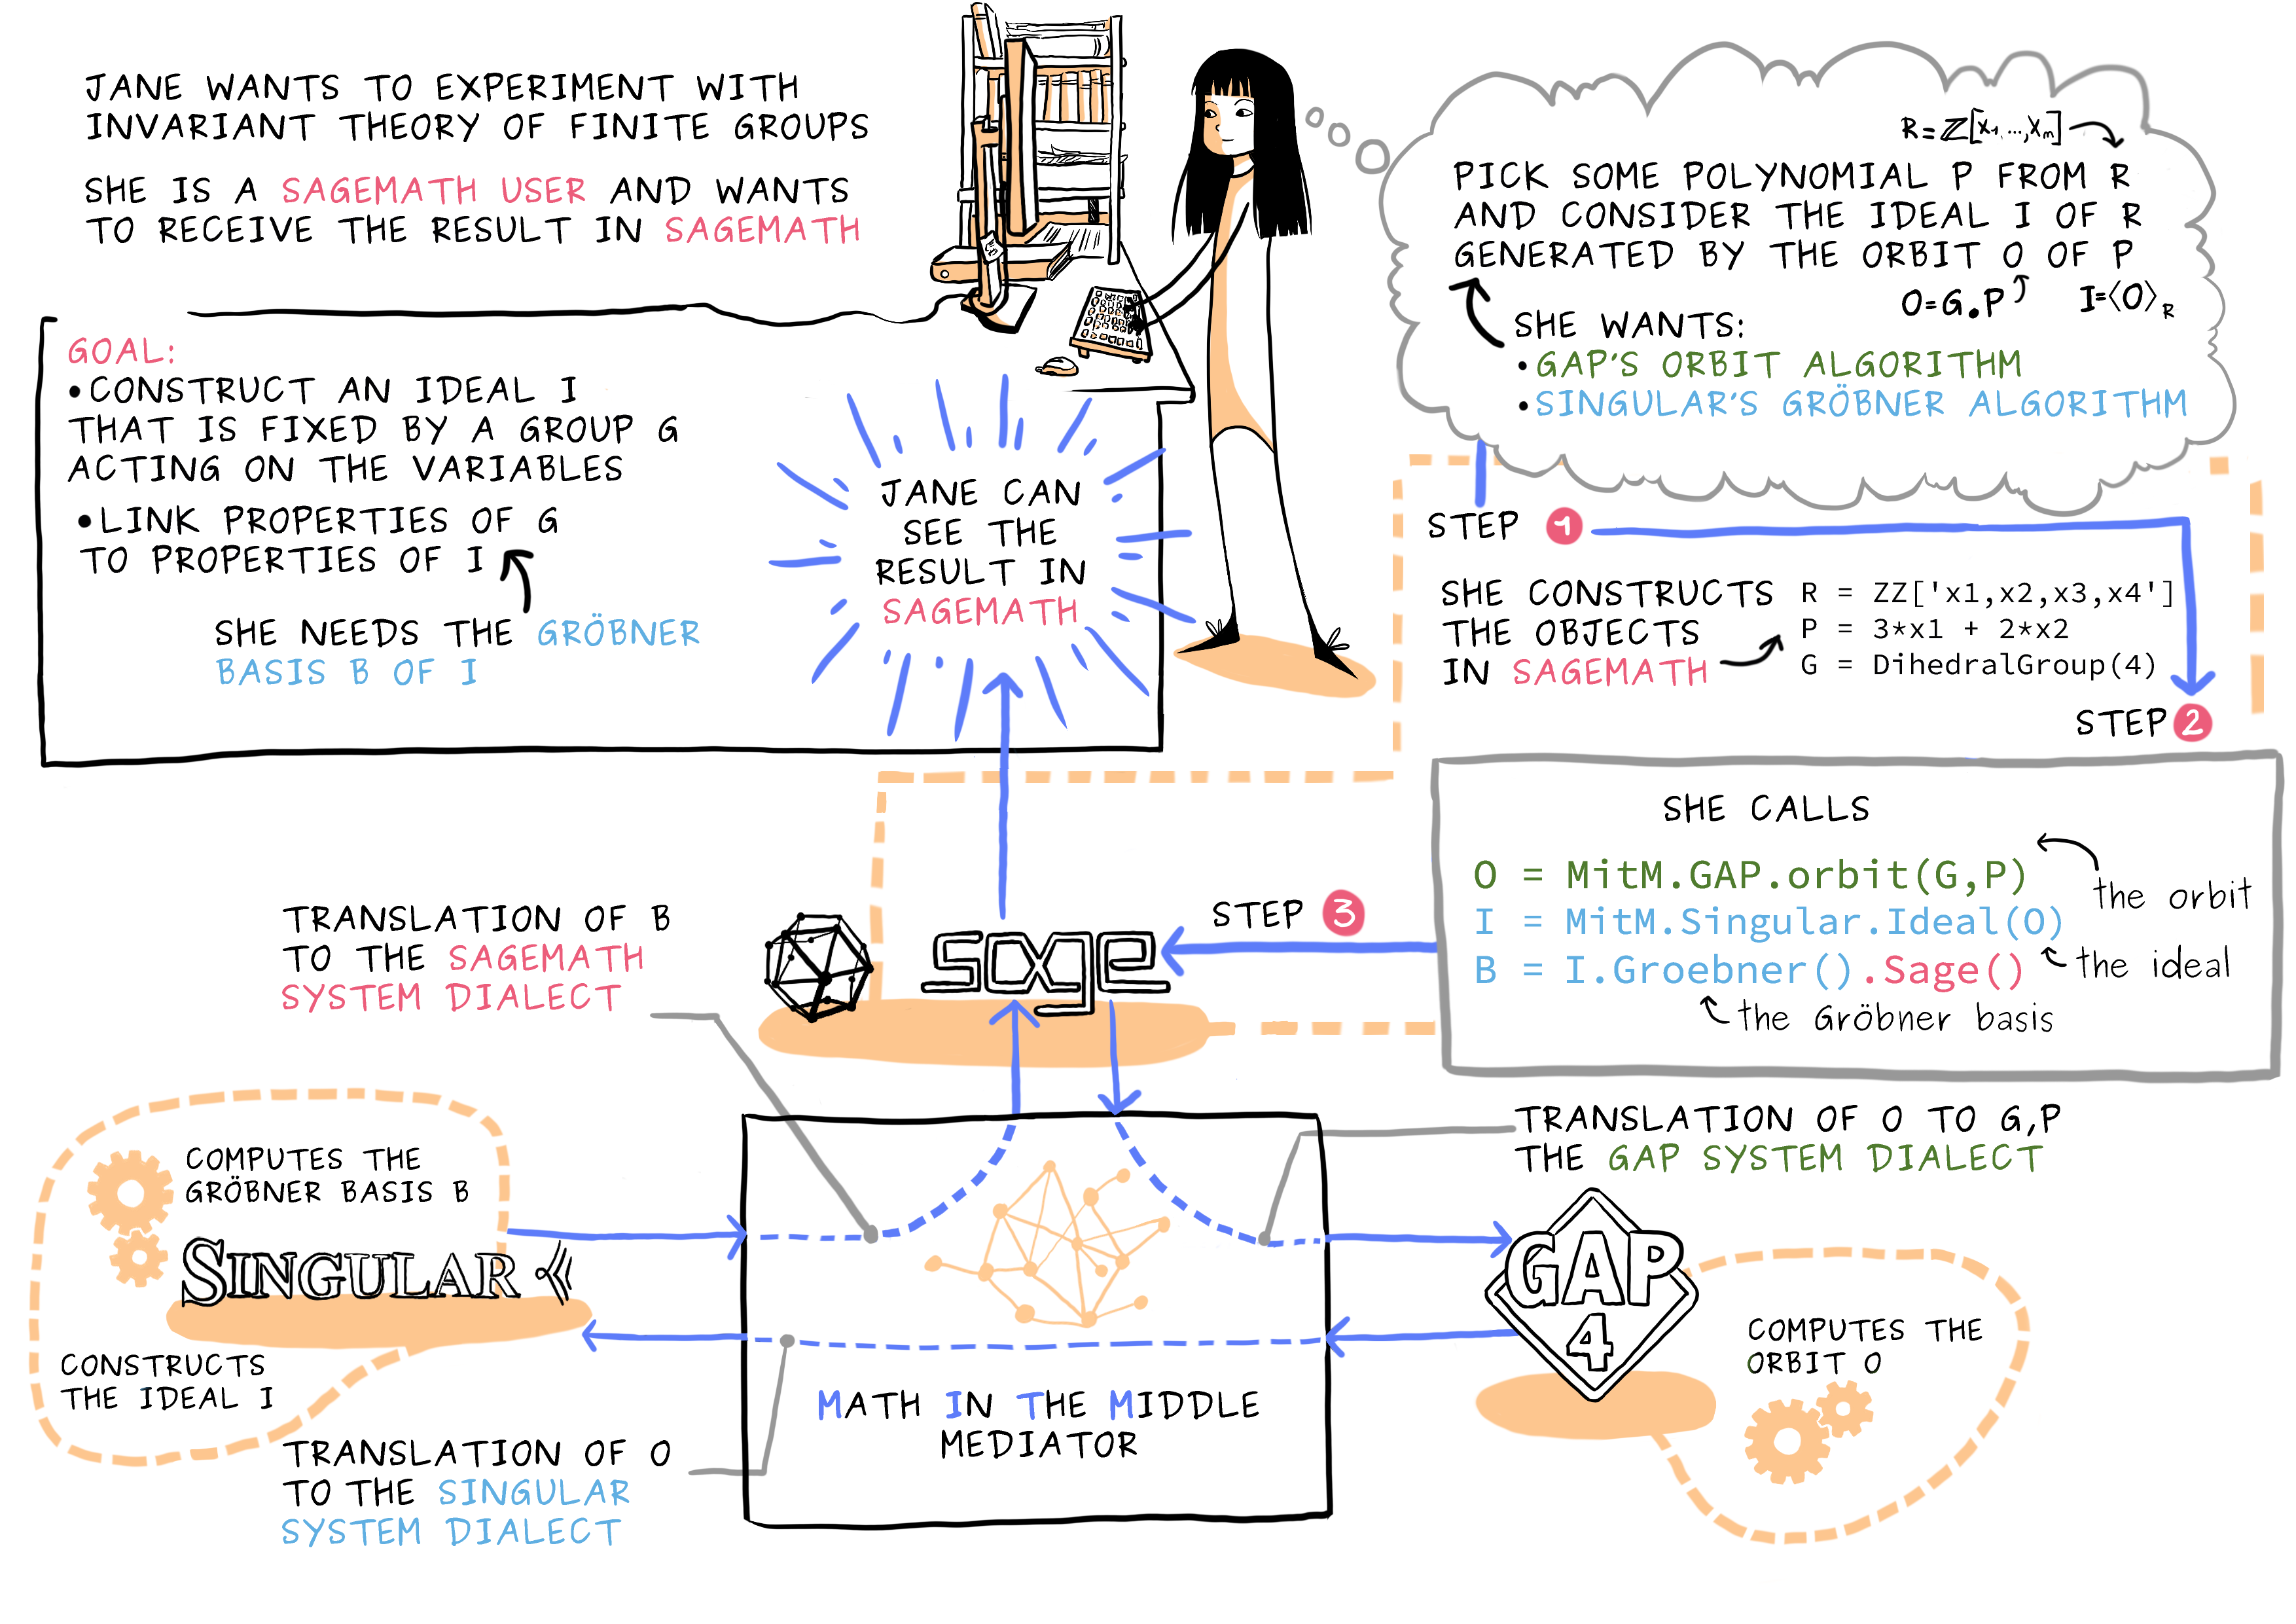 JANE WANTS TO EXPERIMENT WITH
INVARIANT THEORY OF FINITE GROUPS
SHE IS A SAGEMATH USER AND WANTS
TO RECEIVE THE RESULT IN SAGEMATH
R=ℤ[X₁,...,Xₘ]
PICK SOME POLYNOMIAL P FROM R
AND CONSIDER THE IDEAL I OF R
GENERATED BY THE ORBIT O OF P
O=G.P I=⟨O⟩R
SHE WANTS:
•GAP'S ORBIT ALGORITHM
•SINGULAR'S GRÖBNER ALGORITHM
GOAL:
•CONSTRUCT AN IDEAL I
THAT IS FIXED BY A GROUP G
ACTING ON THE VARIABLES
•LINK PROPERTIES OF G
TO PROPERTIES OF I
SHE NEEDS THE GRÖBNER
BASIS B OF I
JANE CAN
SEE THE
RESULT IN
SAGEMATH
STEP 1
SHE CONSTRUCTS
THE OBJECTS
IN SAGEMATH
R = ZZ['x1,x2,x3,x4']
P = 3*x1 + 2*x2
G = DihedralGroup(4)
STEP 2
SHE CALLS
O = MitM.GAP.orbit(G,P)
the orbit
I = MitM.Singular.Ideal(O)
the ideal
B = I.Groebner().Sage()
the Gröbner basis
STEP 3
sage
TRANSLATION OF B
TO THE SAGEMATH
SYSTEM DIALECT
TRANSLATION OF O TO G,P
THE GAP SYSTEM DIALECT
COMPUTES THE
GRÖBNER BASIS B
SINGULAR
CONSTRUCTS
THE IDEAL I
GAP
4
COMPUTES THE
ORBIT O
MATH IN THE MIDDLE
MEDIATOR
TRANSLATION OF O
TO THE SINGULAR
SYSTEM DIALECT